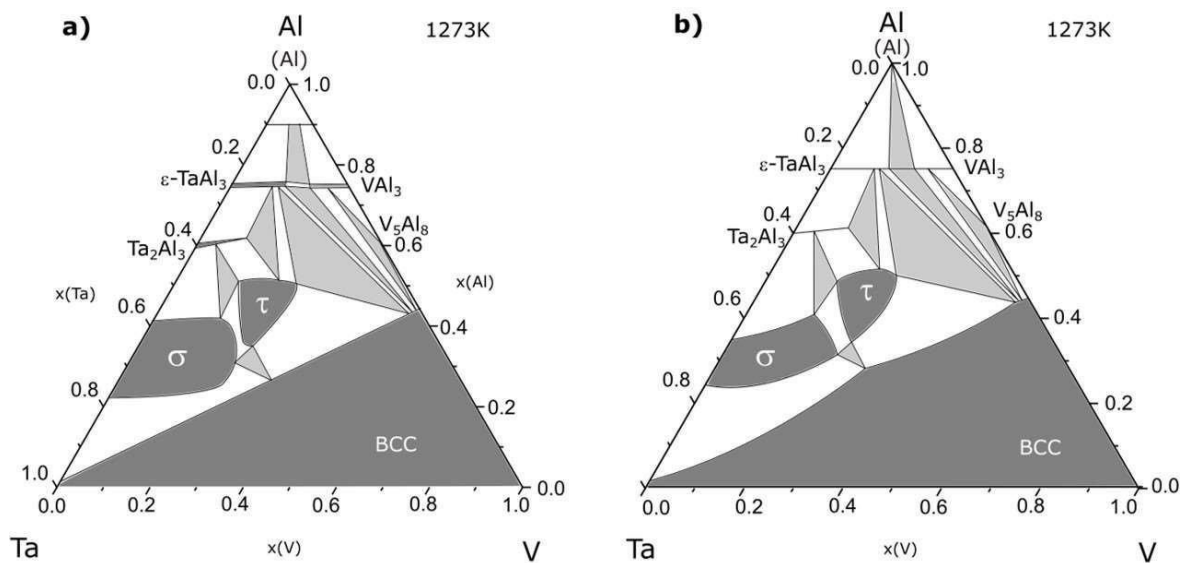 a)
Al
1273K
(Al)
0.0
1.0
0.2
0.8
ε-TaAl₃
VAl₃
V₅Al₈
0.4
0.6
Ta₂Al₃
x(Ta)
x(Al)
0.6
τ
0.4
σ
0.8
0.2
BCC
1.0
0.0
0.0
0.2
0.4
0.6
0.8
1.0
Ta
x(V)
V
b)
Al
1273K
(Al)
0.0
1.0
0.2
0.8
ε-TaAl₃
VAl₃
0.4
V₅Al₈
Ta₂Al₃
0.6
x(Ta)
x(Al)
0.6
τ
0.4
σ
0.8
0.2
BCC
0.0
0.0
0.2
0.4
0.6
0.8
1.0
Ta
x(V)
V